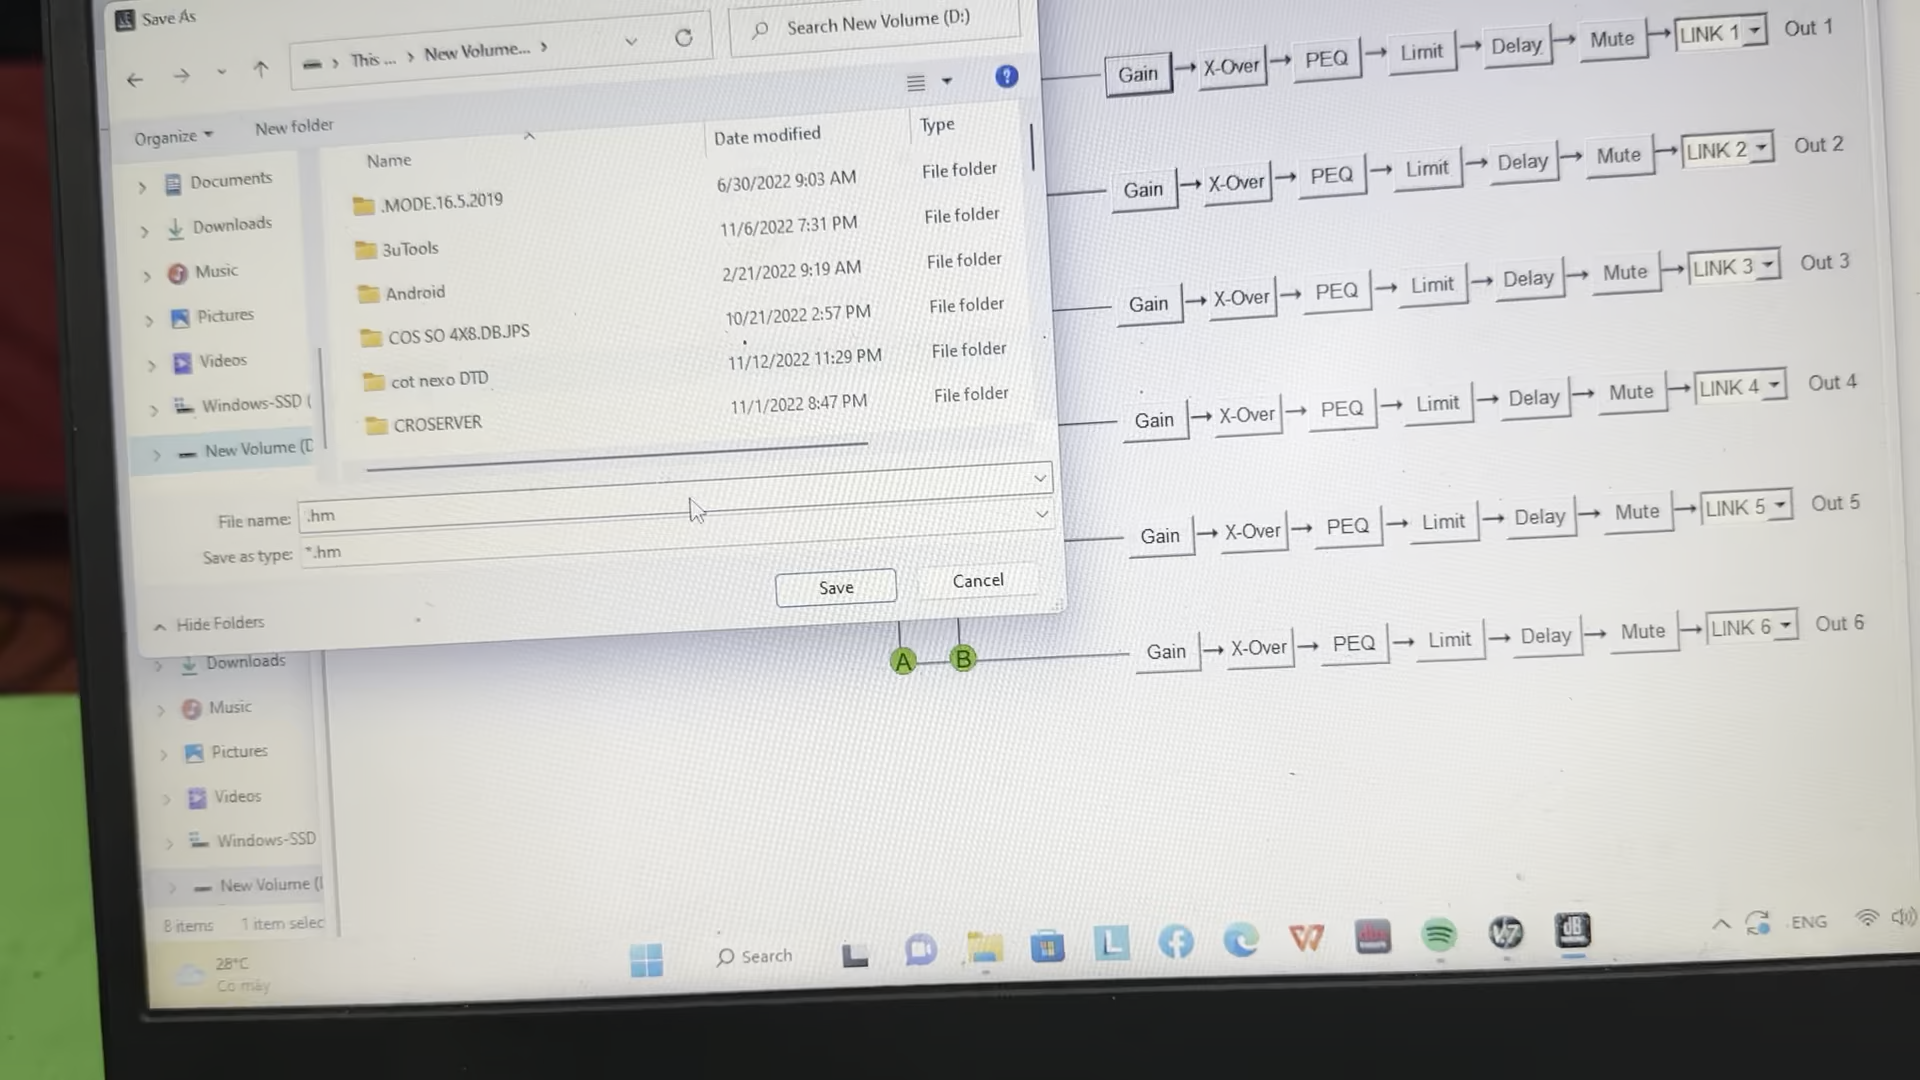 Save As
This ... New Volume...
Search New Volume (D:)
Organize
New folder
Name
Date modified
Type
.MODE.16.5.2019
6/30/2022 9:03 AM
File folder
3uTools
11/6/2022 7:31 PM
File folder
Android
2/21/2022 9:19 AM
File folder
COS SO 4X8.DB.JPS
10/21/2022 2:57 PM
File folder
cot nexo DTD
11/12/2022 11:29 PM
File folder
CROSERVER
11/1/2022 8:47 PM
File folder
Documents
Downloads
Music
Pictures
Videos
Windows-SSD (
New Volume (D
File name: .hm
Save as type: *.hm
Save
Cancel
Hide Folders
Downloads
Music
Pictures
Videos
Windows-SSD
New Volume (
8 items 1 item selec
A B
Gain X-Over PEQ Limit Delay Mute LINK 1 Out 1
Gain X-Over PEQ Limit Delay Mute LINK 2 Out 2
Gain X-Over PEQ Limit Delay Mute LINK 3 Out 3
Gain X-Over PEQ Limit Delay Mute LINK 4 Out 4
Gain X-Over PEQ Limit Delay Mute LINK 5 Out 5
Gain X-Over PEQ Limit Delay Mute LINK 6 Out 6
28°C
Có mây
Search
L
W
V7
dB
ENG